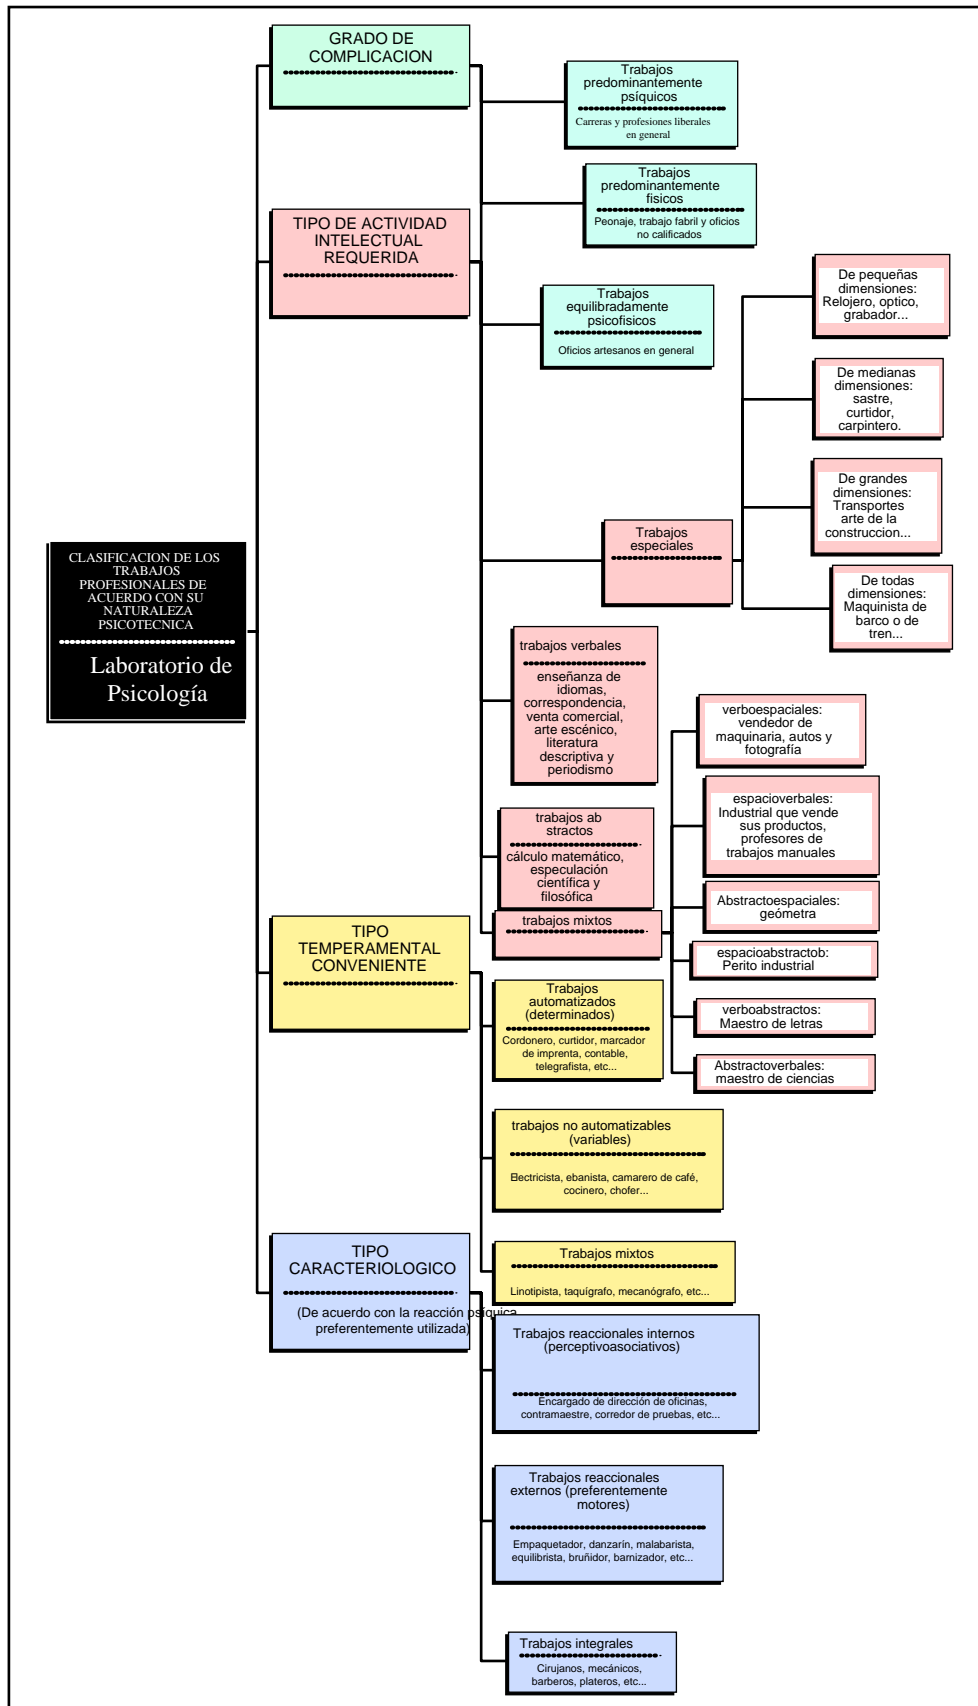 CLASIFICACION DE LOS
TRABAJOS
PROFESIONALES DE
ACUERDO CON SU
NATURALEZA
PSICOTECNICA
Laboratorio de
Psicología
GRADO DE
COMPLICACION
Trabajos
predominantemente
psíquicos
Carreras y profesiones liberales
en general
Trabajos
predominantemente
fisicos
Peonaje, trabajo fabril y oficios
no calificados
Trabajos
equilibradamente
psicofisicos
Oficios artesanos en general
TIPO DE ACTIVIDAD
INTELECTUAL
REQUERIDA
Trabajos
especiales
De pequeñas
dimensiones:
Relojero, optico,
grabador...
De medianas
dimensiones:
sastre,
curtidor,
carpintero.
De grandes
dimensiones:
Transportes
arte de la
construccion...
De todas
dimensiones:
Maquinista de
barco o de
tren...
trabajos verbales
enseñanza de
idiomas,
correspondencia,
venta comercial,
arte escénico,
literatura
descriptiva y
periodismo
trabajos ab
stractos
cálculo matemático,
especulación
científica y
filosófica
trabajos mixtos
verboespaciales:
vendedor de
maquinaria, autos y
fotografía
espacioverbales:
Industrial que vende
sus productos,
profesores de
trabajos manuales
Abstractoespaciales:
geómetra
espacioabstractob:
Perito industrial
verboabstractos:
Maestro de letras
Abstractoverbales:
maestro de ciencias
TIPO
TEMPERAMENTAL
CONVENIENTE
Trabajos
automatizados
(determinados)
Cordonero, curtidor, marcador
de imprenta, contable,
telegrafista, etc...
trabajos no automatizables
(variables)
Electricista, ebanista, camarero de café,
cocinero, chofer...
Trabajos mixtos
Linotipista, taquígrafo, mecanógrafo, etc...
TIPO
CARACTERIOLOGICO
(De acuerdo con la reacción psíquica
preferentemente utilizada)
Trabajos reaccionales internos
(perceptivoasociativos)
Encargado de dirección de oficinas,
contramaestre, corredor de pruebas, etc...
Trabajos reaccionales
externos (preferentemente
motores)
Empaquetador, danzarín, malabarista,
equilibrista, bruñidor, barnizador, etc...
Trabajos integrales
Cirujanos, mecánicos,
barberos, plateros, etc...